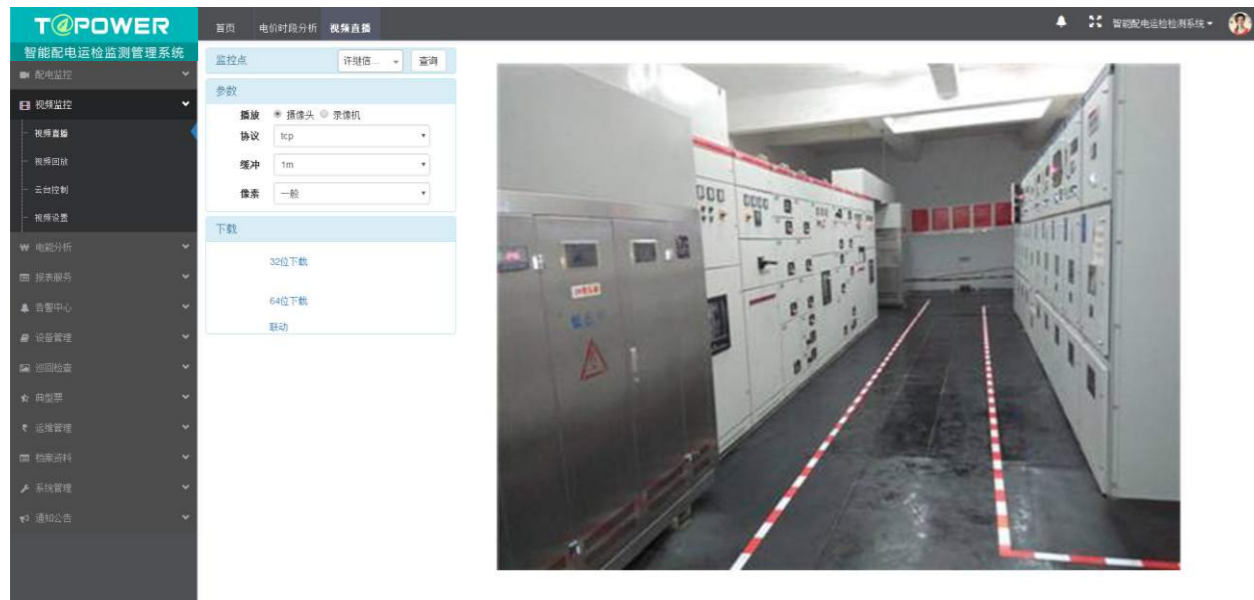 T@POWER
智能配电运检监测管理系统
首页 电价时段分析 视频直播
智能配电运检检测系统
配电监控
视频监控
视频直播
视频回放
云台控制
视频设置
电能分析
报表服务
告警中心
设备管理
巡回检查
典型票
运维管理
档案资料
系统管理
通知公告
监控点 许继信... 查询
参数
播放 摄像头 录像机
协议 tcp
缓冲 1m
像素 一般
下载
32位下载
64位下载
联动